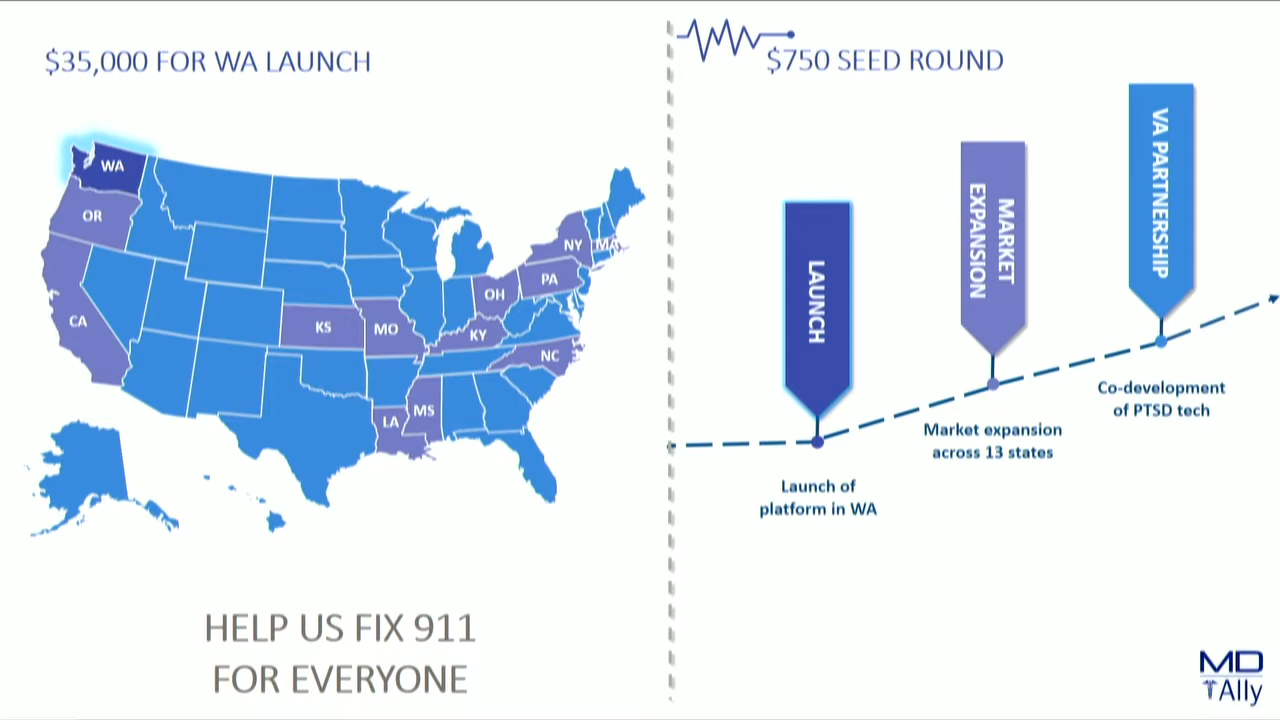 $35,000 FOR WA LAUNCH
WA
OR
CA
KS
MO
LA
MS
KY
OH
NC
PA
NY
MA
HELP US FIX 911
FOR EVERYONE
$750 SEED ROUND
LAUNCH
MARKET
EXPANSION
VA PARTNERSHIP
Launch of
platform in WA
Market expansion
across 13 states
Co-development
of PTSD tech
MD
Ally